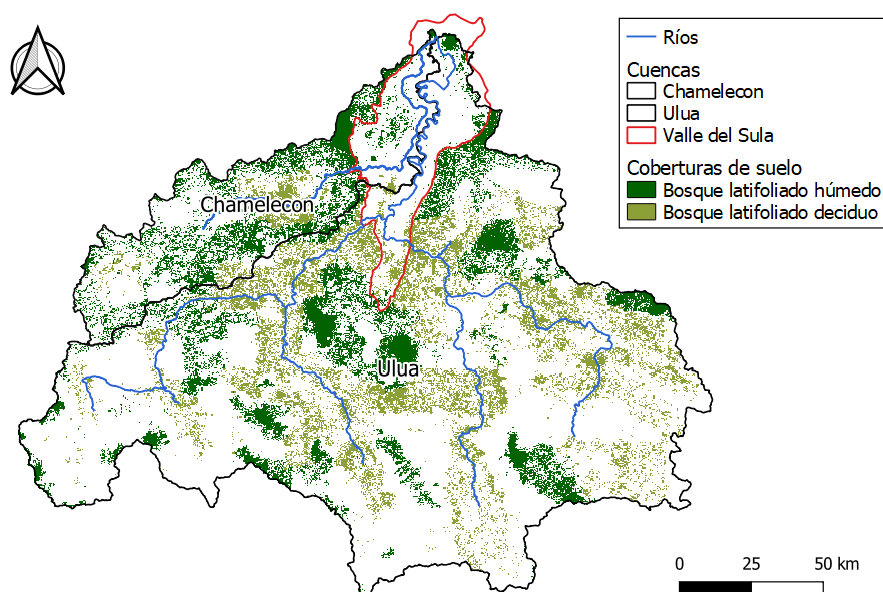 Ríos
Cuencas
Chamelecon
Ulua
Valle del Sula
Coberturas de suelo
Bosque latifoliado húmedo
Bosque latifoliado deciduo
Chamelecon
Ulua
0 25 50 km